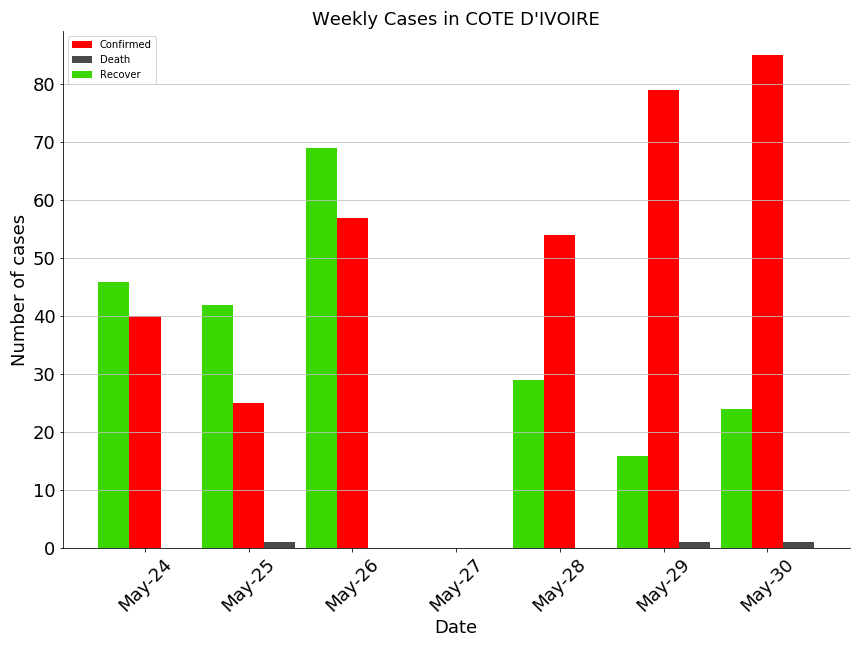 Weekly Cases in COTE D'IVOIRE
Confirmed
Death
Recover
Number of cases
80
70
60
50
40
30
20
10
0
May-24
May-25
May-26
May-27
May-28
May-29
May-30
Date